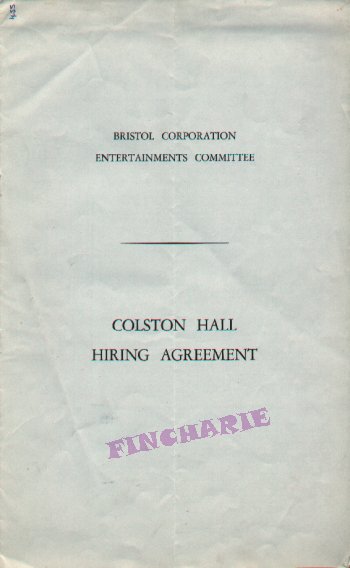 BRISTOL CORPORATION
ENTERTAINMENTS COMMITTEE
COLSTON HALL
HIRING AGREEMENT
FINCHARIE